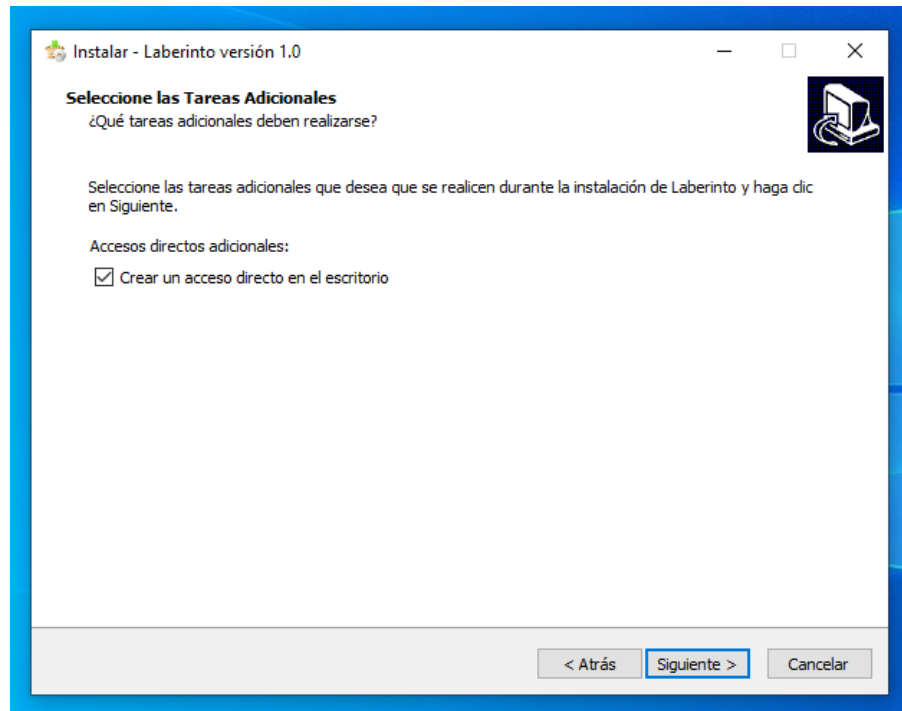 Instalar - Laberinto versión 1.0
Seleccione las Tareas Adicionales
¿Qué tareas adicionales deben realizarse?
Seleccione las tareas adicionales que desea que se realicen durante la instalación de Laberinto y haga clic
en Siguiente.
Accesos directos adicionales:
Crear un acceso directo en el escritorio
< Atrás
Siguiente >
Cancelar